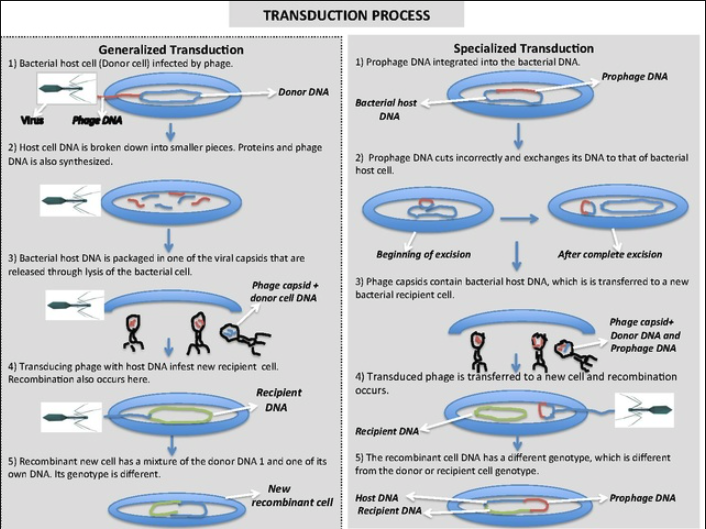 TRANSDUCTION PROCESS
Generalized Transduction
1) Bacterial host cell (Donor cell) infected by phage.
Donor DNA
Virus
Phage DNA
2) Host cell DNA is broken down into smaller pieces. Proteins and phage
DNA is also synthesized.
3) Bacterial host DNA is packaged in one of the viral capsids that are
released through lysis of the bacterial cell.
Phage capsid +
donor cell DNA
4) Transducing phage with host DNA infest new recipient cell.
Recombination also occurs here.
Recipient
DNA
5) Recombinant new cell has a mixture of the donor DNA 1 and one of its
own DNA. Its genotype is different.
New
recombinant cell
Specialized Transduction
1) Prophage DNA integrated into the bacterial DNA.
Prophage DNA
Bacterial host
DNA
2) Prophage DNA cuts incorrectly and exchanges its DNA to that of bacterial
host cell.
Beginning of excision
After complete excision
3) Phage capsids contain bacterial host DNA, which is is transferred to a new
bacterial recipient cell.
Phage capsid+
Donor DNA and
Prophage DNA
4) Transduced phage is transferred to a new cell and recombination
occurs.
Recipient DNA
5) The recombinant cell DNA has a different genotype, which is different
from the donor or recipient cell genotype.
Host DNA
Recipient DNA
Prophage DNA